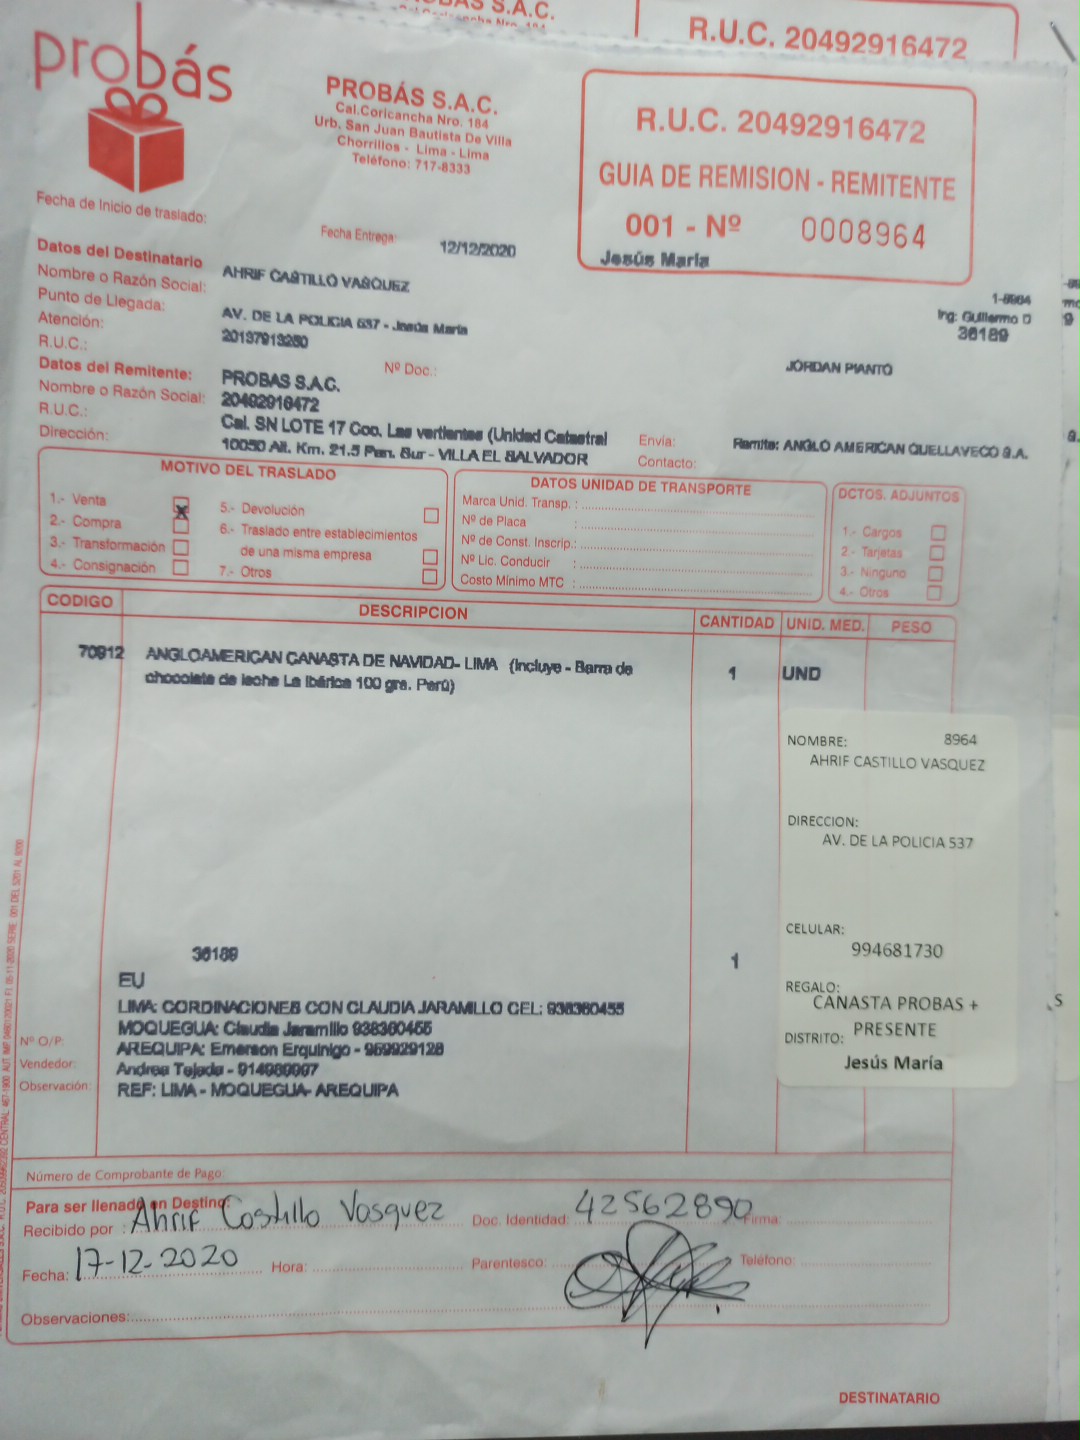 R.U.C. 20492916472
probás
PROBÁS S.A.C.
Cal.Coricancha Nro. 184
Urb. San Juan Bautista De Villa
Chorrillos - Lima - Lima
Teléfono: 717-8333
R.U.C. 20492916472
GUIA DE REMISION - REMITENTE
001 - Nº 0008964
Jesús María
Fecha de Inicio de traslado:
Fecha Entrega: 12/12/2020
Datos del Destinatario
Nombre o Razón Social: AHRIF CASTILLO VASQUEZ
Punto de Llegada: AV. DE LA POLICIA 537 - Jesús María
Atención:
R.U.C.: 20137913250
1-8964
Ing: Guillermo D
36189
JORDAN PIANTO
Datos del Remitente:
Nº Doc.:
Nombre o Razón Social: PROBAS S.A.C.
R.U.C.: 20492916472
Dirección: Cal. SN LOTE 17 Coo. Las vertientes (Unidad Catastral
10050 Alt. Km. 21.5 Pan. Sur - VILLA EL SALVADOR
Envia: Remite: ANGLO AMERICAN QUELLAVECO S.A.
Contacto:
MOTIVO DEL TRASLADO
1.- Venta
2.- Compra X
3.- Transformación
4.- Consignación
5.- Devolución
6.- Traslado entre establecimientos
de una misma empresa
7.- Otros
DATOS UNIDAD DE TRANSPORTE
Marca Unid. Transp. :
Nº de Placa :
Nº de Const. Inscrip.:
Nº Lic. Conducir :
Costo Mínimo MTC :
DCTOS. ADJUNTOS
1.- Cargos
2.- Tarjetas
3.- Ninguno
4.- Otros
CODIGO DESCRIPCION CANTIDAD UNID. MED. PESO
70912 ANGLOAMERICAN CANASTA DE NAVIDAD- LIMA (Incluye - Barra de 1 UND
chocolate de leche La Ibérica 100 grs. Perú)
NOMBRE: 8964
AHRIF CASTILLO VASQUEZ
DIRECCION:
AV. DE LA POLICIA 537
CELULAR:
994681730
REGALO:
CANASTA PROBAS +
PRESENTE
DISTRITO:
Jesús María
36189 1
EU
LIMA: CORDINACIONES CON CLAUDIA JARAMILLO CEL: 938360455
MOQUEGUA: Claudia Jaramillo 938360455
AREQUIPA: Emerson Erquinigo - 959929128
Andrea Tejada - 914989997
REF: LIMA - MOQUEGUA- AREQUIPA
Nº O/P:
Vendedor:
Observación:
Número de Comprobante de Pago:
Para ser llenado en Destino:
Recibido por : Ahrif Castillo Vasquez Doc. Identidad: 42562890 Firma:
Fecha: 17-12-2020 Hora: Parentesco: Teléfono:
Observaciones:
DESTINATARIO